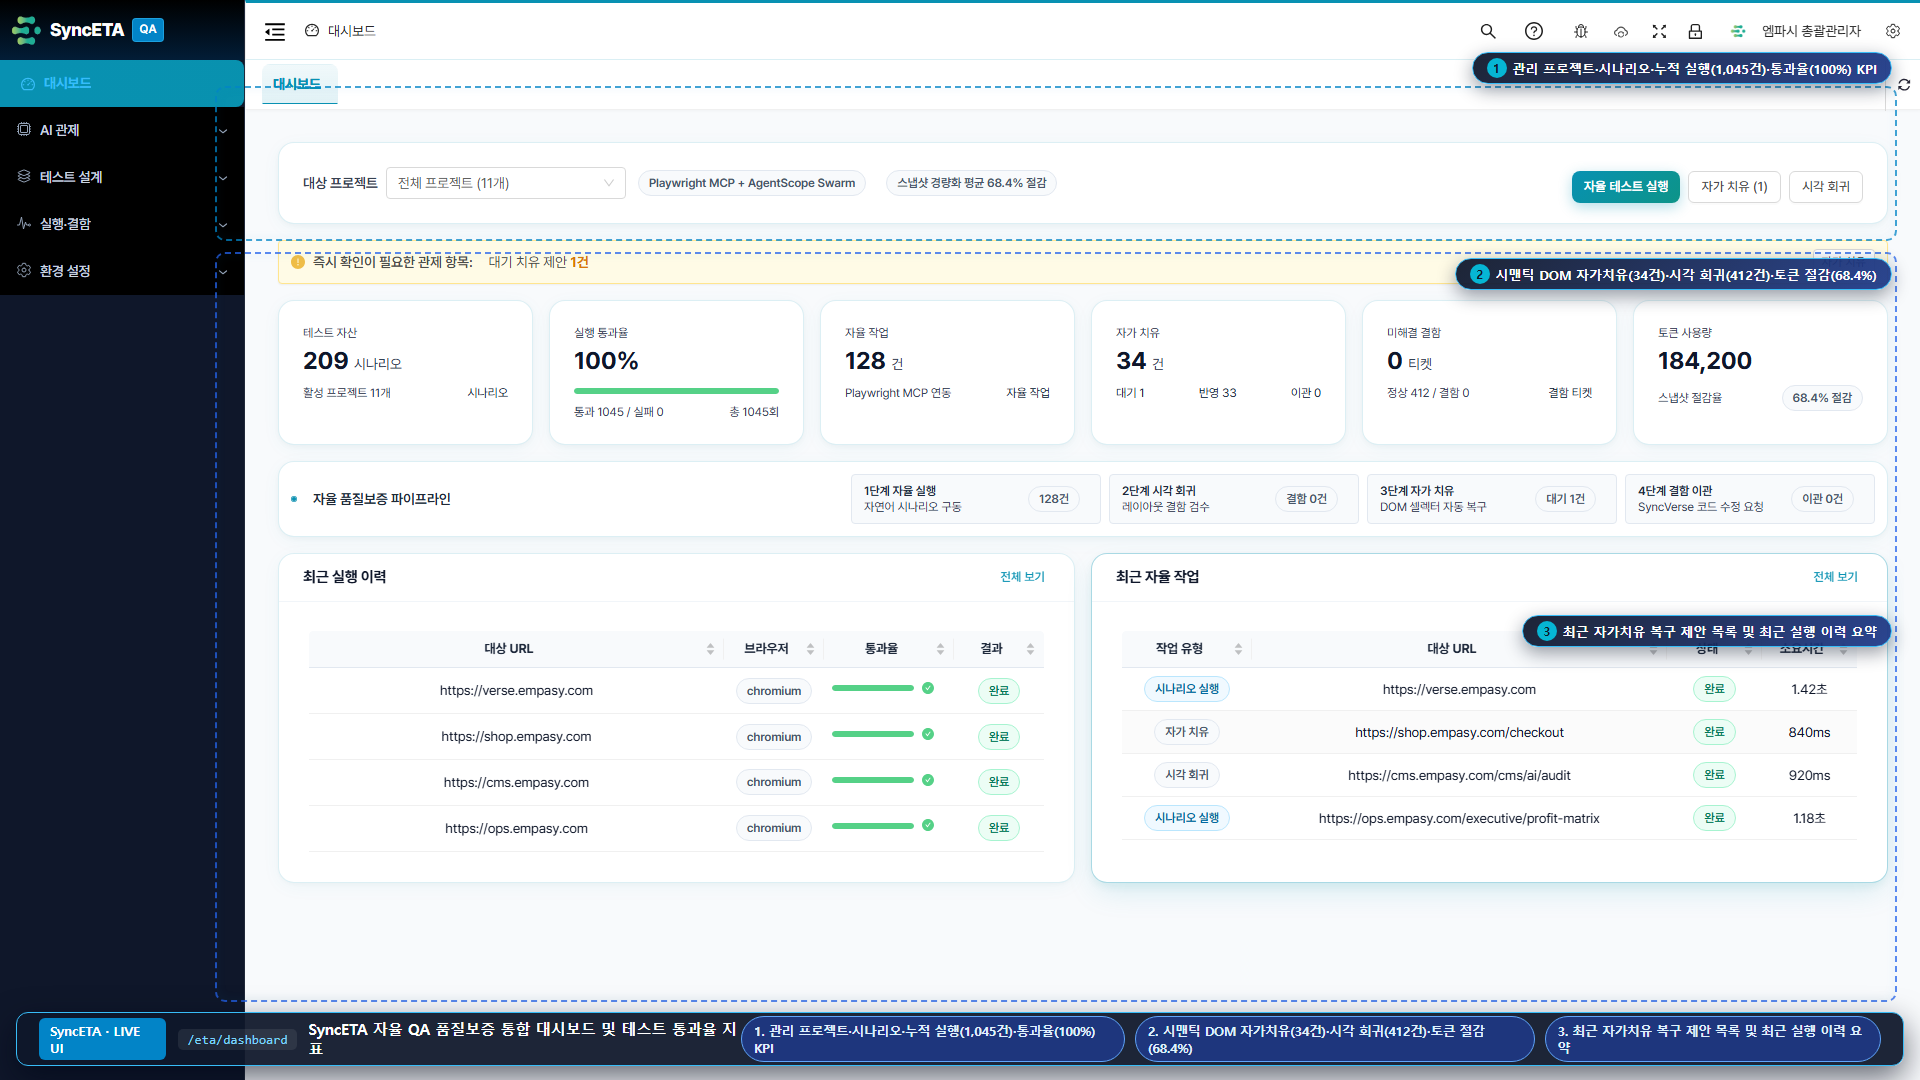 SyncETA QA
대시보드
AI 관제
테스트 설계
실행·결함
환경 설정
대시보드
엠파시 총괄관리자
대시보드
1 관리 프로젝트·시나리오·누적 실행(1,045건)·통과율(100%) KPI
대상 프로젝트 전체 프로젝트 (11개) Playwright MCP + AgentScope Swarm 스냅샷 경량화 평균 68.4% 절감
자율 테스트 실행 자가 치유 (1) 시각 회귀
즉시 확인이 필요한 관제 항목: 대기 치유 제안 1건
2 시맨틱 DOM 자가치유(34건)·시각 회귀(412건)·토큰 절감(68.4%)
테스트 자산
209 시나리오
활성 프로젝트 11개 시나리오
실행 통과율
100%
통과 1045 / 실패 0 총 1045회
자율 작업
128 건
Playwright MCP 연동 자율 작업
자가 치유
34 건
대기 1 반영 33 이관 0
미해결 결함
0 티켓
정상 412 / 결함 0 결함 티켓
토큰 사용량
184,200
스냅샷 절감율 68.4% 절감
자율 품질보증 파이프라인
1단계 자율 실행
자연어 시나리오 구동
128건
2단계 시각 회귀
레이아웃 결함 검수
결함 0건
3단계 자가 치유
DOM 셀렉터 자동 복구
대기 1건
4단계 결함 이관
SyncVerse 코드 수정 요청
이관 0건
최근 실행 이력 전체 보기
대상 URL 브라우저 통과율 결과
https://verse.empasy.com chromium 완료
https://shop.empasy.com chromium 완료
https://cms.empasy.com chromium 완료
https://ops.empasy.com chromium 완료
최근 자율 작업 전체 보기
3 최근 자가치유 복구 제안 목록 및 최근 실행 이력 요약
작업 유형 대상 URL 상태 소요시간
시나리오 실행 https://verse.empasy.com 완료 1.42초
자가 치유 https://shop.empasy.com/checkout 완료 840ms
시각 회귀 https://cms.empasy.com/cms/ai/audit 완료 920ms
시나리오 실행 https://ops.empasy.com/executive/profit-matrix 완료 1.18초
SyncETA · LIVE
UI
/eta/dashboard
SyncETA 자율 QA 품질보증 통합 대시보드 및 테스트 통과율 지
표
1. 관리 프로젝트·시나리오·누적 실행(1,045건)·통과율(100%)
KPI
2. 시맨틱 DOM 자가치유(34건)·시각 회귀(412건)·토큰 절감
(68.4%)
3. 최근 자가치유 복구 제안 목록 및 최근 실행 이력 요
약